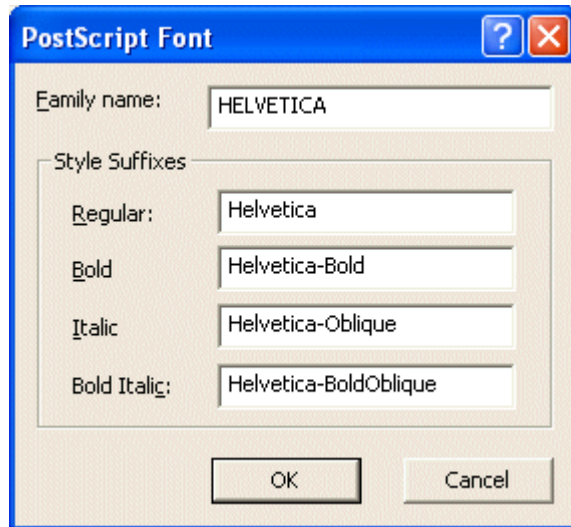 PostScript Font
Family name: HELVETICA
Style Suffixes
Regular: Helvetica
Bold Helvetica-Bold
Italic Helvetica-Oblique
Bold Italic: Helvetica-BoldOblique
OK Cancel